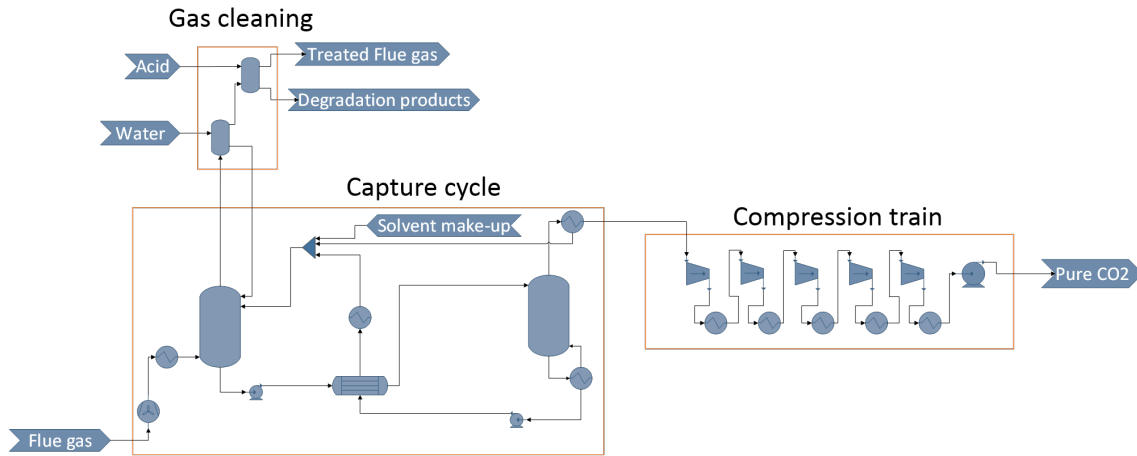 Gas cleaning
Acid
Treated Flue gas
Degradation products
Water
Capture cycle
Solvent make-up
Compression train
Pure CO2
Flue gas